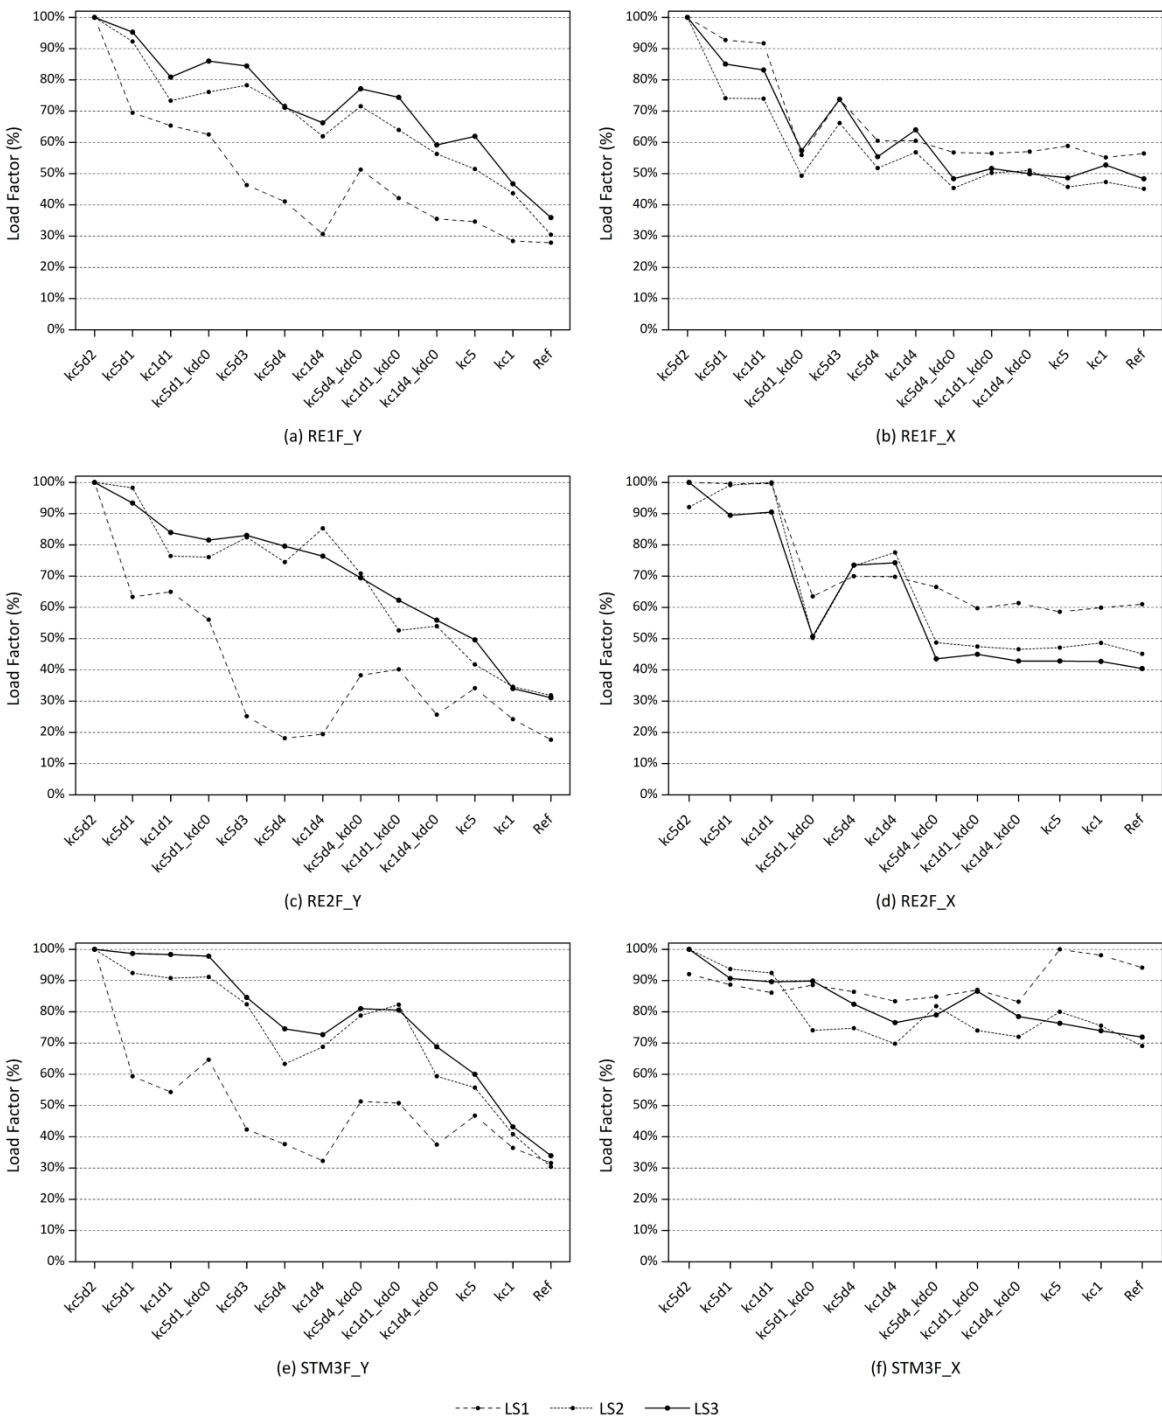 100%
90%
80%
70%
60%
50%
40%
30%
20%
10%
0%
Load Factor (%)
kc5d2
kc5d1
kc1d1
kc5d1_kdc0
kc5d3
kc5d4
kc1d4
kc5d4_kdc0
kc1d1_kdc0
kc1d4_kdc0
kc5
kc1
Ref
(a) RE1F_Y
100%
90%
80%
70%
60%
50%
40%
30%
20%
10%
0%
Load Factor (%)
kc5d2
kc5d1
kc1d1
kc5d1_kdc0
kc5d3
kc5d4
kc1d4
kc5d4_kdc0
kc1d1_kdc0
kc1d4_kdc0
kc5
kc1
Ref
(b) RE1F_X
100%
90%
80%
70%
60%
50%
40%
30%
20%
10%
0%
Load Factor (%)
kc5d2
kc5d1
kc1d1
kc5d1_kdc0
kc5d3
kc5d4
kc1d4
kc5d4_kdc0
kc1d1_kdc0
kc1d4_kdc0
kc5
kc1
Ref
(c) RE2F_Y
100%
90%
80%
70%
60%
50%
40%
30%
20%
10%
0%
Load Factor (%)
kc5d2
kc5d1
kc1d1
kc5d1_kdc0
kc5d4
kc1d4
kc5d4_kdc0
kc1d1_kdc0
kc1d4_kdc0
kc5
kc1
Ref
(d) RE2F_X
100%
90%
80%
70%
60%
50%
40%
30%
20%
10%
0%
Load Factor (%)
kc5d2
kc5d1
kc1d1
kc5d1_kdc0
kc5d3
kc5d4
kc1d4
kc5d4_kdc0
kc1d1_kdc0
kc1d4_kdc0
kc5
kc1
Ref
(e) STM3F_Y
100%
90%
80%
70%
60%
50%
40%
30%
20%
10%
0%
Load Factor (%)
kc5d2
kc5d1
kc1d1
kc5d1_kdc0
kc5d4
kc1d4
kc5d4_kdc0
kc1d1_kdc0
kc1d4_kdc0
kc5
kc1
Ref
(f) STM3F_X
LS1 LS2 LS3